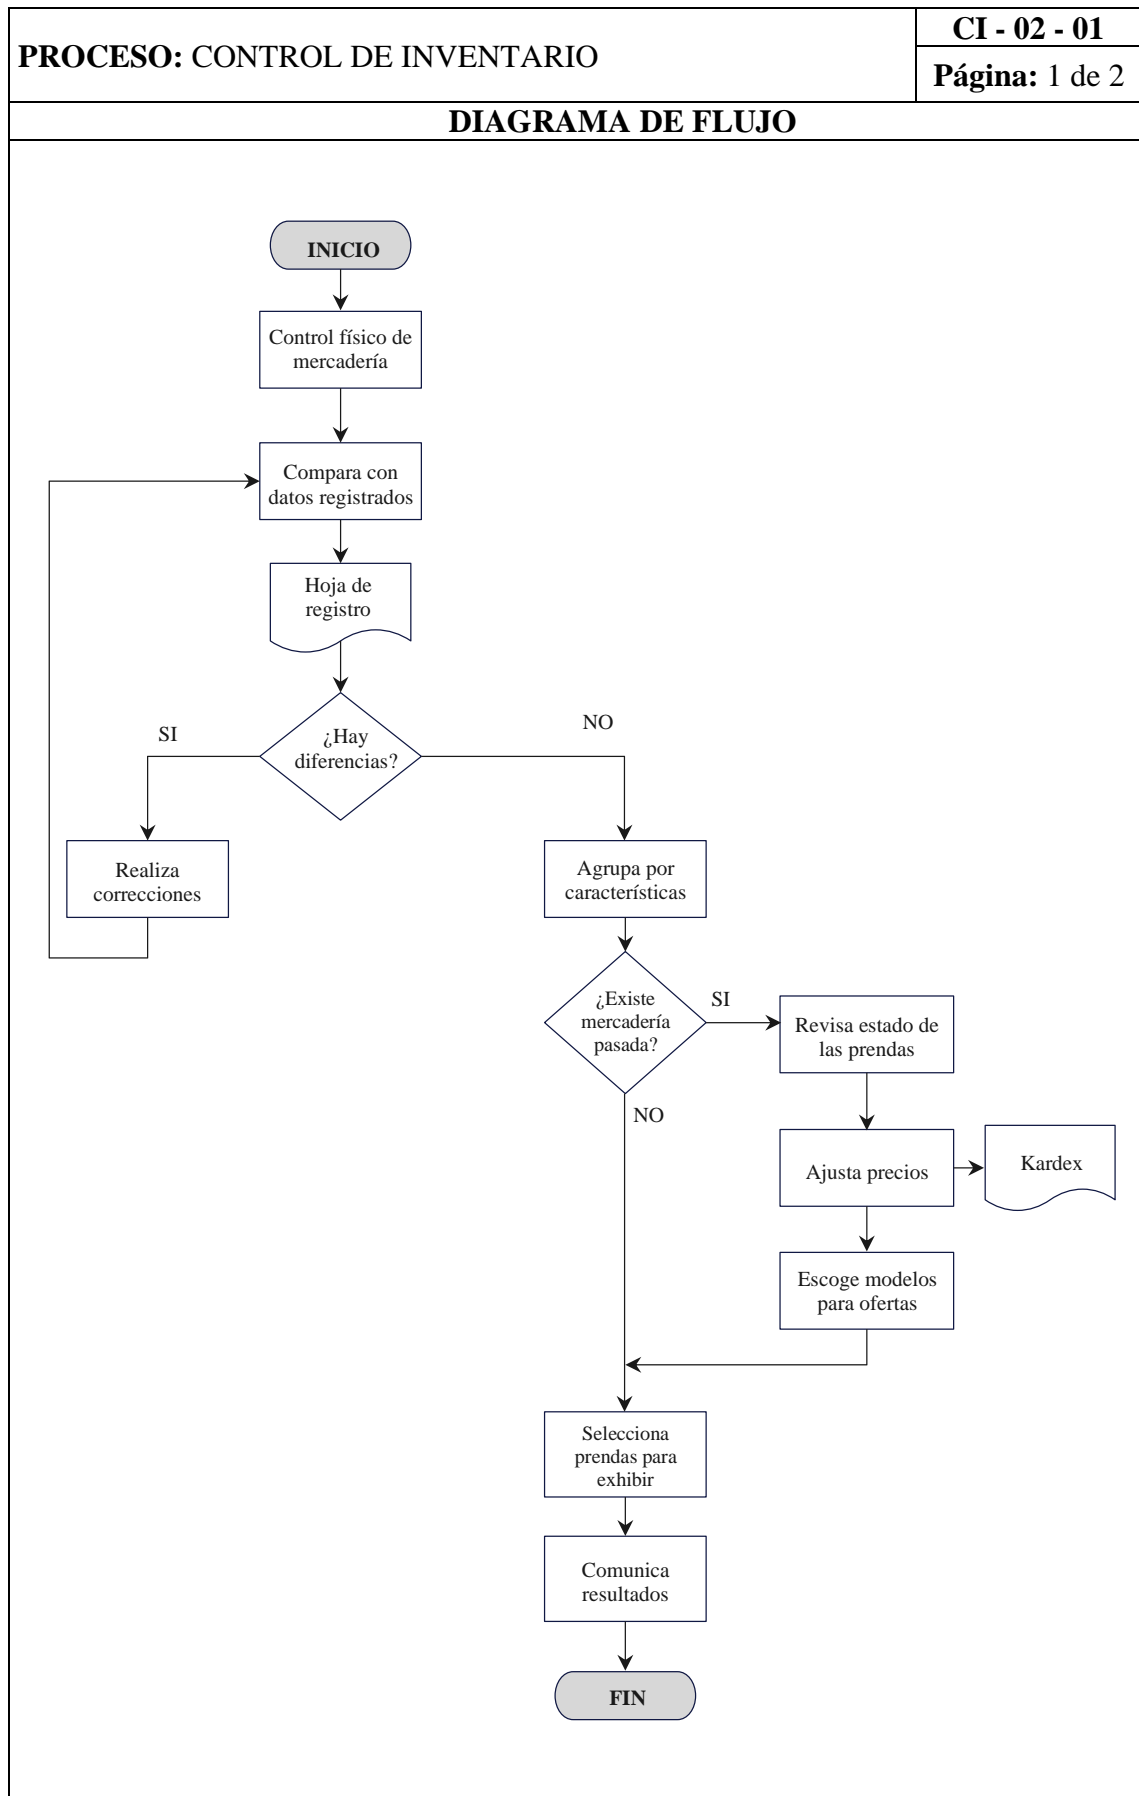 PROCESO: CONTROL DE INVENTARIO
CI - 02 - 01
Página: 1 de 2
DIAGRAMA DE FLUJO
INICIO
Control físico de
mercadería
Compara con
datos registrados
Hoja de
registro
¿Hay
diferencias?
SI
NO
Realiza
correcciones
Agrupa por
características
¿Existe
mercadería
pasada?
SI
NO
Revisa estado de
las prendas
Ajusta precios
Kardex
Escoge modelos
para ofertas
Selecciona
prendas para
exhibir
Comunica
resultados
FIN